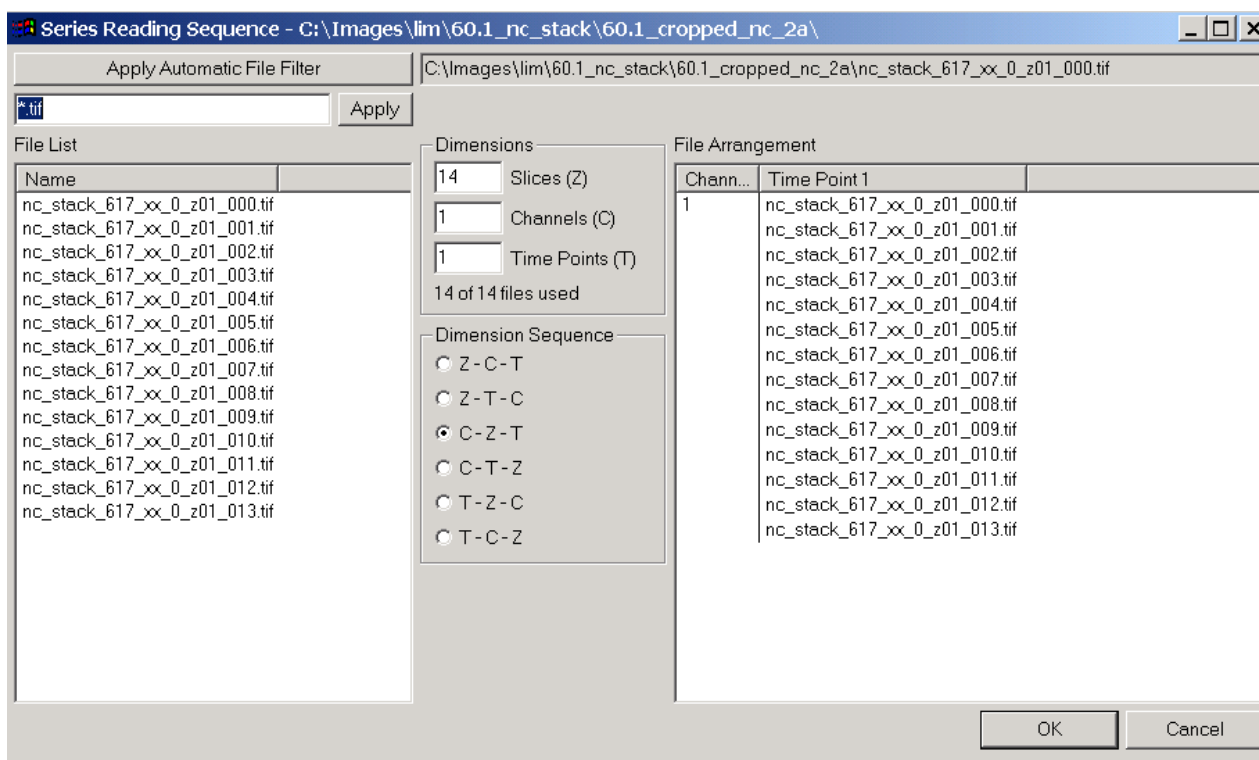 Series Reading Sequence - C:\Images\lim\60.1_nc_stack\60.1_cropped_nc_2a\
Apply Automatic File Filter
C:\Images\lim\60.1_nc_stack\60.1_cropped_nc_2a\nc_stack_617_xx_0_z01_000.tif
*.tif
Apply
File List
Name
nc_stack_617_xx_0_z01_000.tif
nc_stack_617_xx_0_z01_001.tif
nc_stack_617_xx_0_z01_002.tif
nc_stack_617_xx_0_z01_003.tif
nc_stack_617_xx_0_z01_004.tif
nc_stack_617_xx_0_z01_005.tif
nc_stack_617_xx_0_z01_006.tif
nc_stack_617_xx_0_z01_007.tif
nc_stack_617_xx_0_z01_008.tif
nc_stack_617_xx_0_z01_009.tif
nc_stack_617_xx_0_z01_010.tif
nc_stack_617_xx_0_z01_011.tif
nc_stack_617_xx_0_z01_012.tif
nc_stack_617_xx_0_z01_013.tif
Dimensions
14 Slices (Z)
1 Channels (C)
1 Time Points (T)
14 of 14 files used
Dimension Sequence
Z - C - T
Z - T - C
C - Z - T
C - T - Z
T - Z - C
T - C - Z
File Arrangement
Chann... Time Point 1
1 nc_stack_617_xx_0_z01_000.tif
nc_stack_617_xx_0_z01_001.tif
nc_stack_617_xx_0_z01_002.tif
nc_stack_617_xx_0_z01_003.tif
nc_stack_617_xx_0_z01_004.tif
nc_stack_617_xx_0_z01_005.tif
nc_stack_617_xx_0_z01_006.tif
nc_stack_617_xx_0_z01_007.tif
nc_stack_617_xx_0_z01_008.tif
nc_stack_617_xx_0_z01_009.tif
nc_stack_617_xx_0_z01_010.tif
nc_stack_617_xx_0_z01_011.tif
nc_stack_617_xx_0_z01_012.tif
nc_stack_617_xx_0_z01_013.tif
OK Cancel